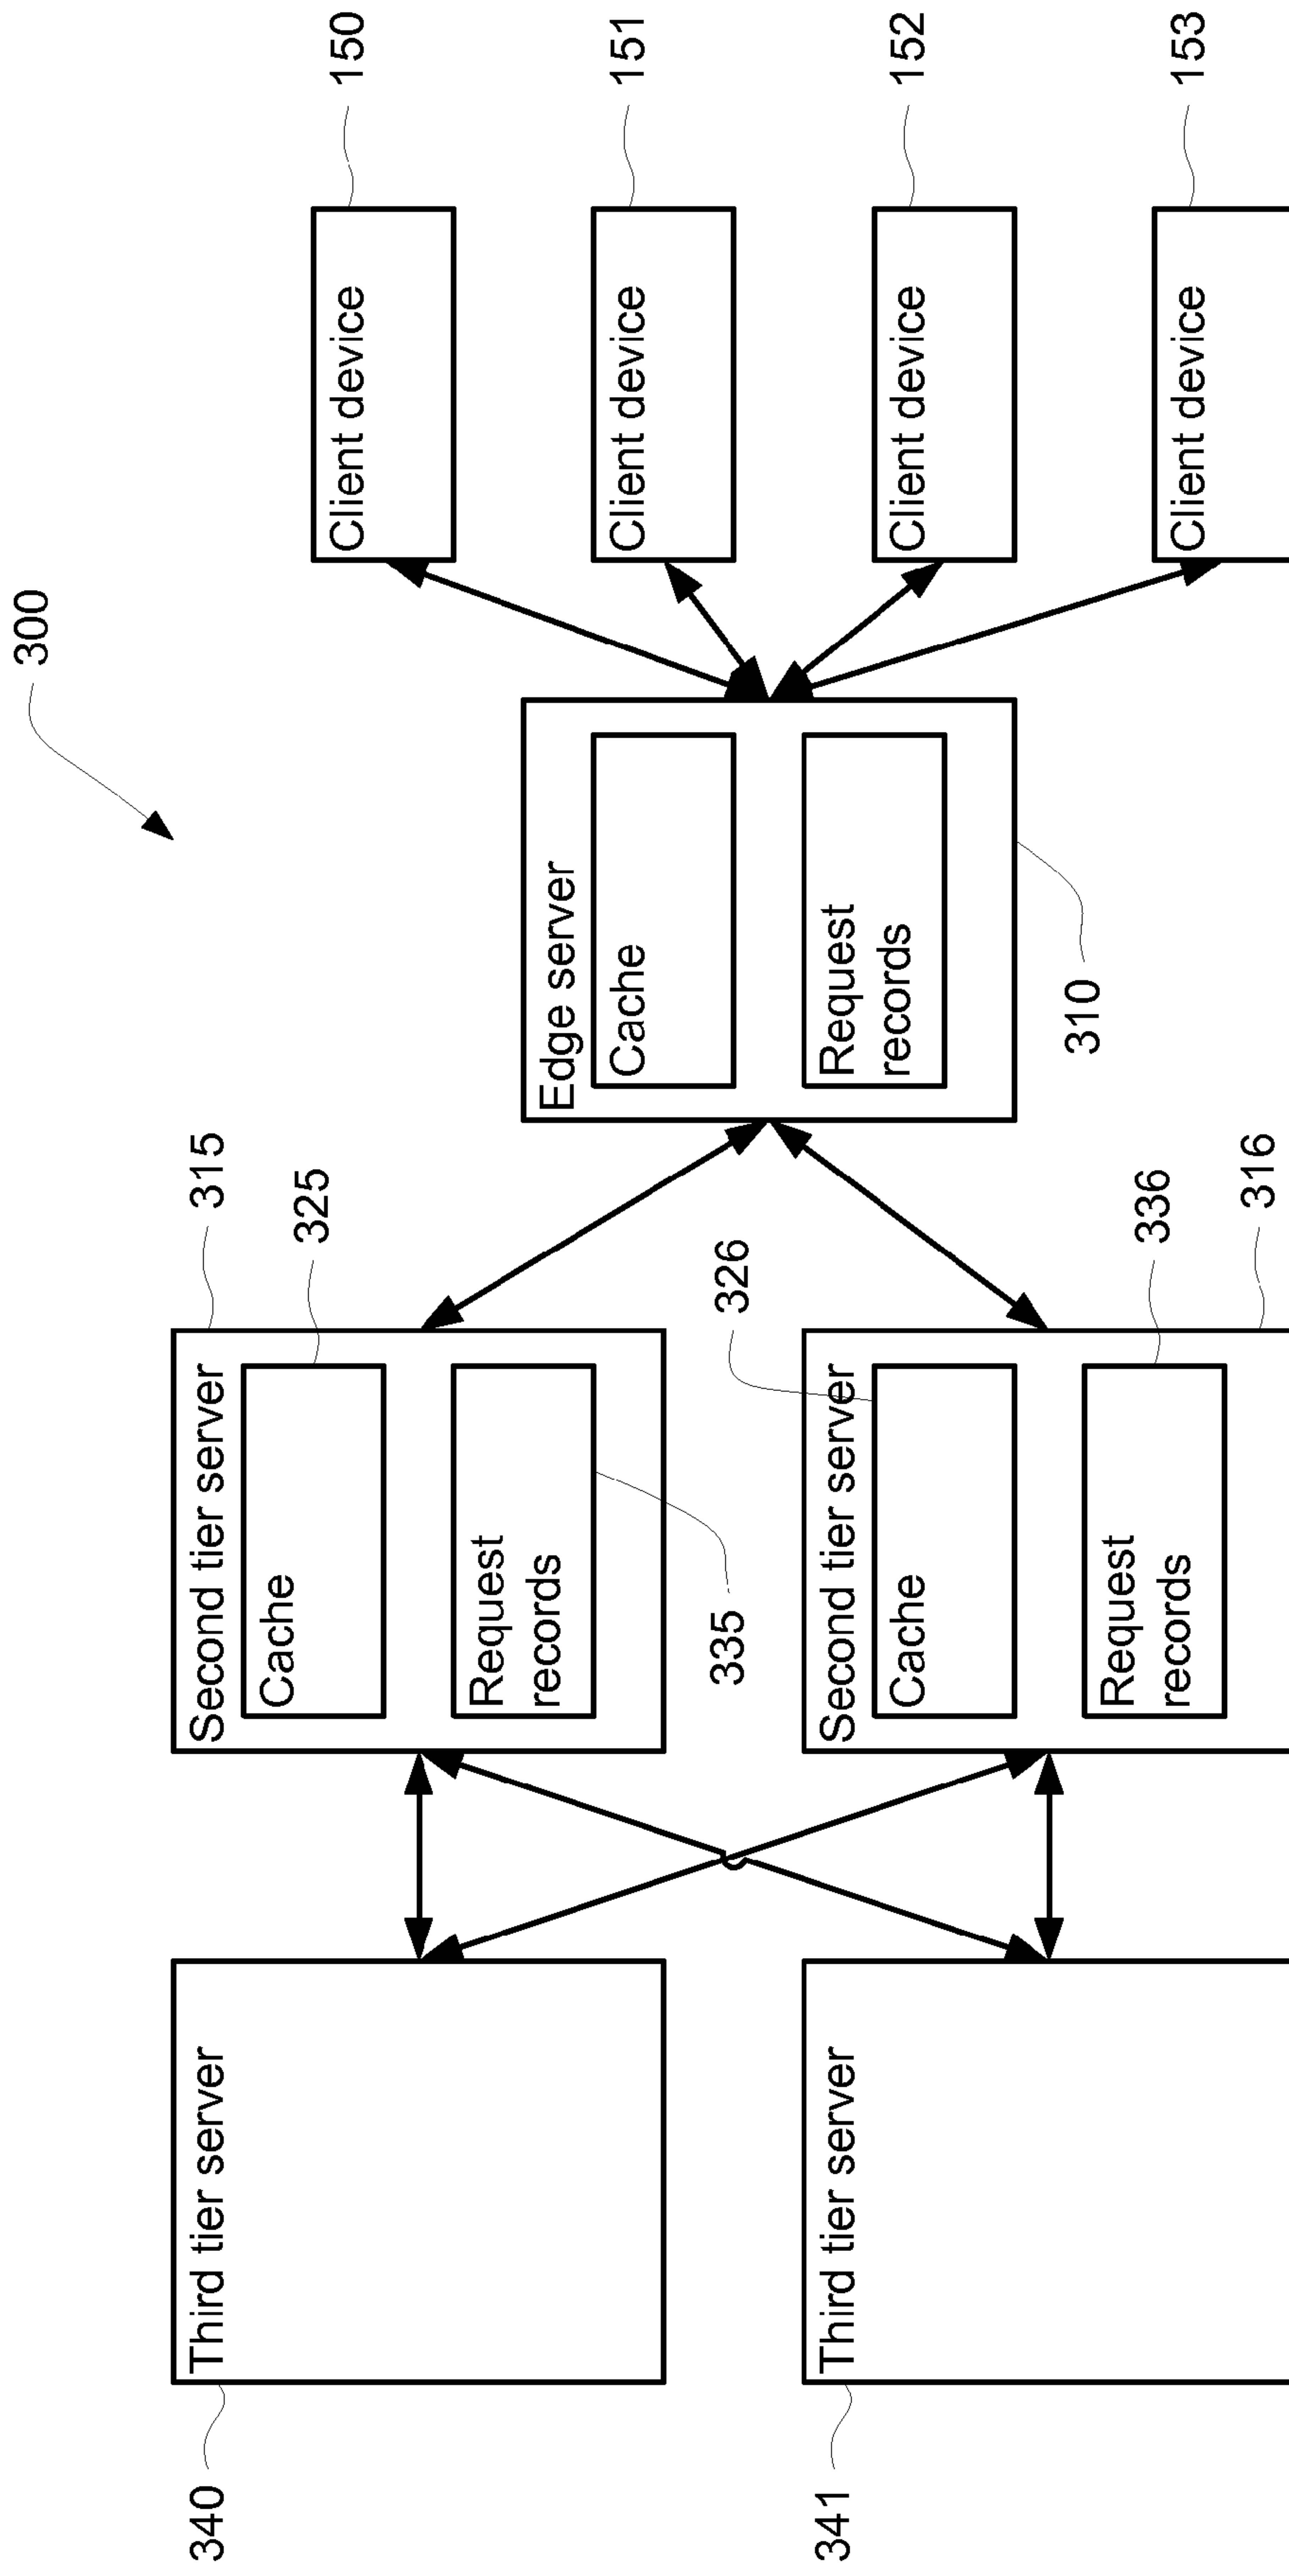 300
340
Third tier server
341
Third tier server
315
Second tier server
325
Cache
Request
records
335
326
Second tier server
Cache
336
Request
records
316
Edge server
Cache
Request
records
310
150
Client device
151
Client device
152
Client device
153
Client device